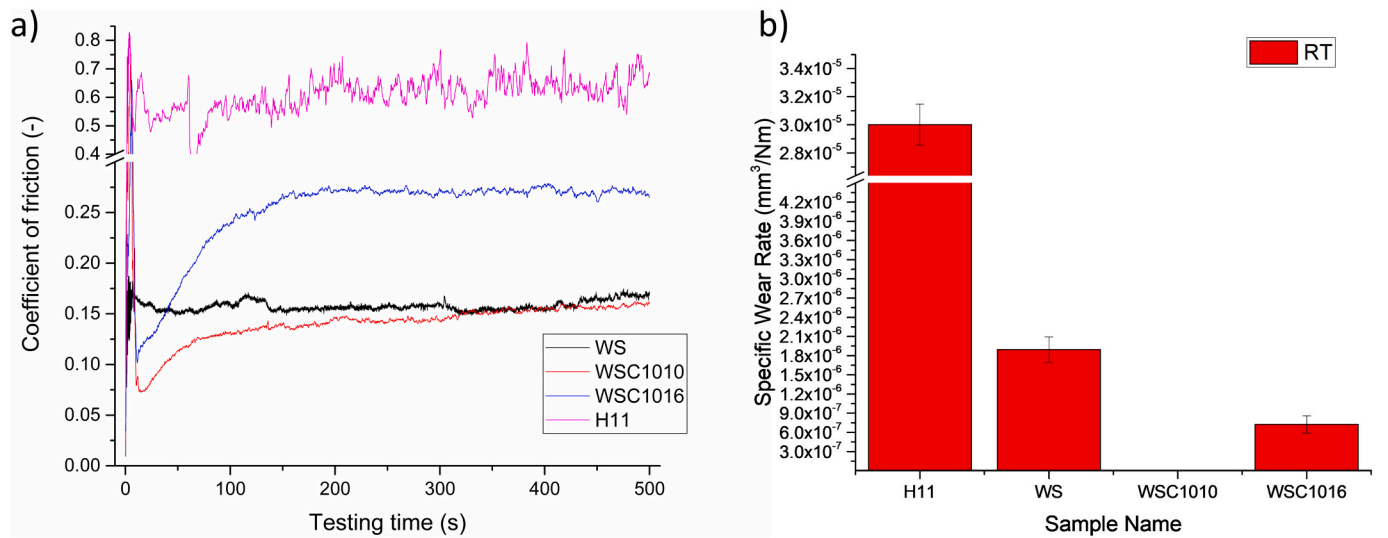 a)
Coefficient of friction (-)
0.8
0.7
0.6
0.5
0.4
0.25
0.20
0.15
0.10
0.05
0.00
0
100
200
300
400
500
Testing time (s)
WS
WSC1010
WSC1016
H11
b)
RT
Specific Wear Rate (mm³/Nm)
3.4x10⁻⁵
3.2x10⁻⁵
3.0x10⁻⁵
2.8x10⁻⁵
4.2x10⁻⁶
3.9x10⁻⁶
3.6x10⁻⁶
3.3x10⁻⁶
3.0x10⁻⁶
2.7x10⁻⁶
2.4x10⁻⁶
2.1x10⁻⁶
1.8x10⁻⁶
1.5x10⁻⁶
1.2x10⁻⁶
9.0x10⁻⁷
6.0x10⁻⁷
3.0x10⁻⁷
H11
WS
WSC1010
WSC1016
Sample Name